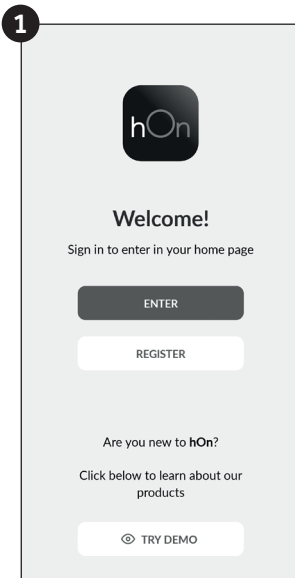 1
hOn
Welcome!
Sign in to enter in your home page
ENTER
REGISTER
Are you new to hOn?
Click below to learn about our
products
TRY DEMO